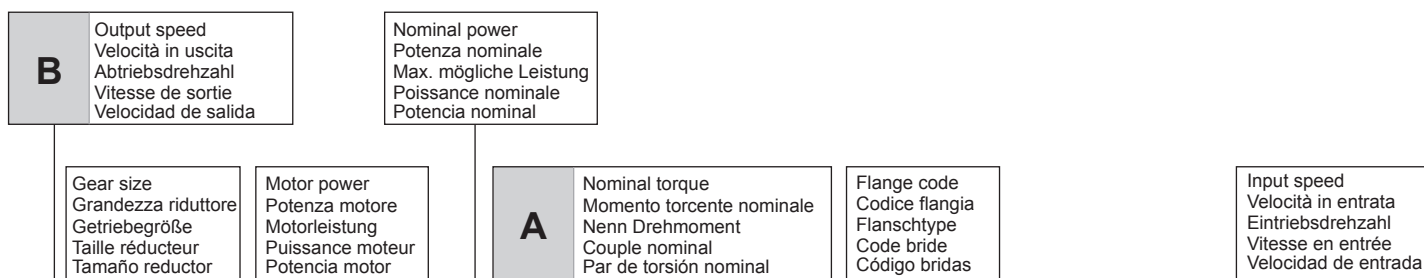 B
Output speed
Velocità in uscita
Abtriebsdrehzahl
Vitesse de sortie
Velocidad de salida
Nominal power
Potenza nominale
Max. mögliche Leistung
Poissance nominale
Potencia nominal
Gear size
Grandezza riduttore
Getriebegröße
Taille réducteur
Tamaño reductor
Motor power
Potenza motore
Motorleistung
Puissance moteur
Potencia motor
A
Nominal torque
Momento torcente nominale
Nenn Drehmoment
Couple nominal
Par de torsión nominal
Flange code
Codice flangia
Flanschtype
Code bride
Código bridas
Input speed
Velocità in entrata
Eintriebsdrehzahl
Vitesse en entrée
Velocidad de entrada